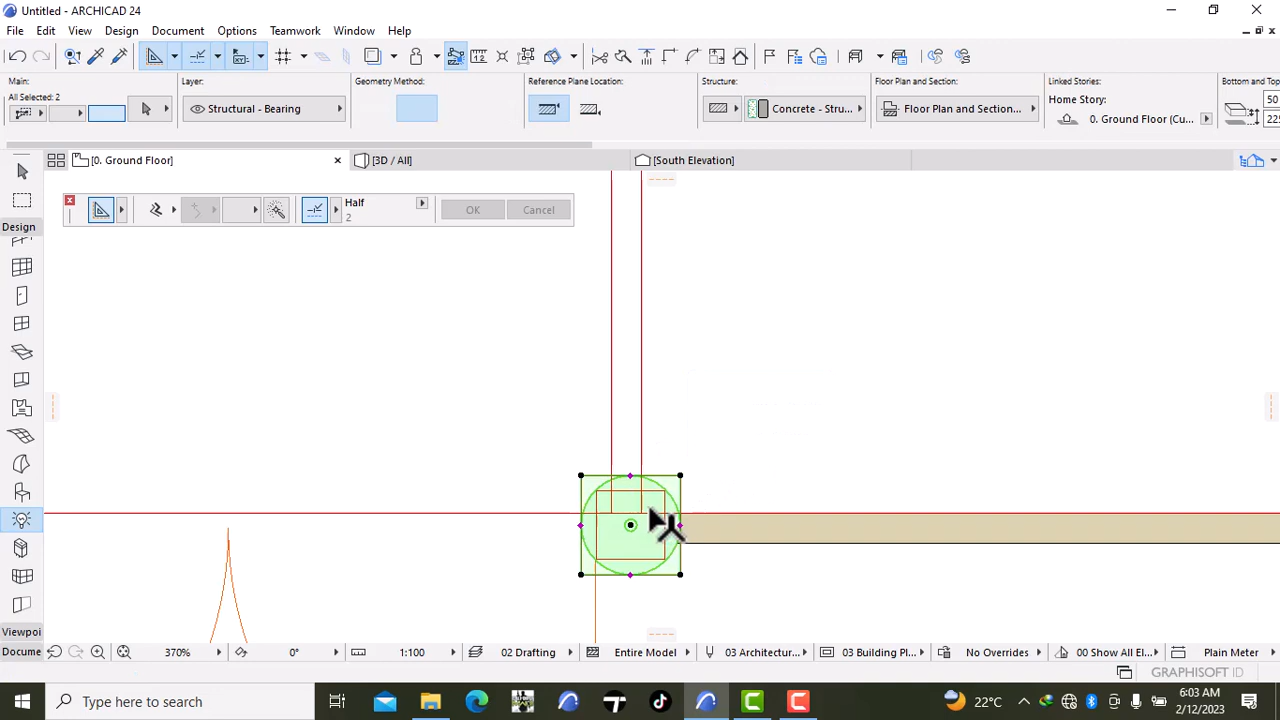 Untitled - ARCHICAD 24
File Edit View Design Document Options Teamwork Window Help
Main:
All Selected: 2
Layer:
Structural - Bearing
Geometry Method:
Reference Plane Location:
Structure:
Concrete - Stru...
Floor Plan and Section:
Floor Plan and Section...
Linked Stories:
Home Story:
0. Ground Floor (Cu...
Bottom and Top
50
225
[0. Ground Floor]
[3D / All]
[South Elevation]
Half
2
OK
Cancel
Design
Viewpoi
Docume
370%
0°
1:100
02 Drafting
Entire Model
03 Architectur...
03 Building Pl...
No Overrides
00 Show All El...
Plain Meter
GRAPHISOFT ID
Type here to search
22°C
6:03 AM
2/12/2023